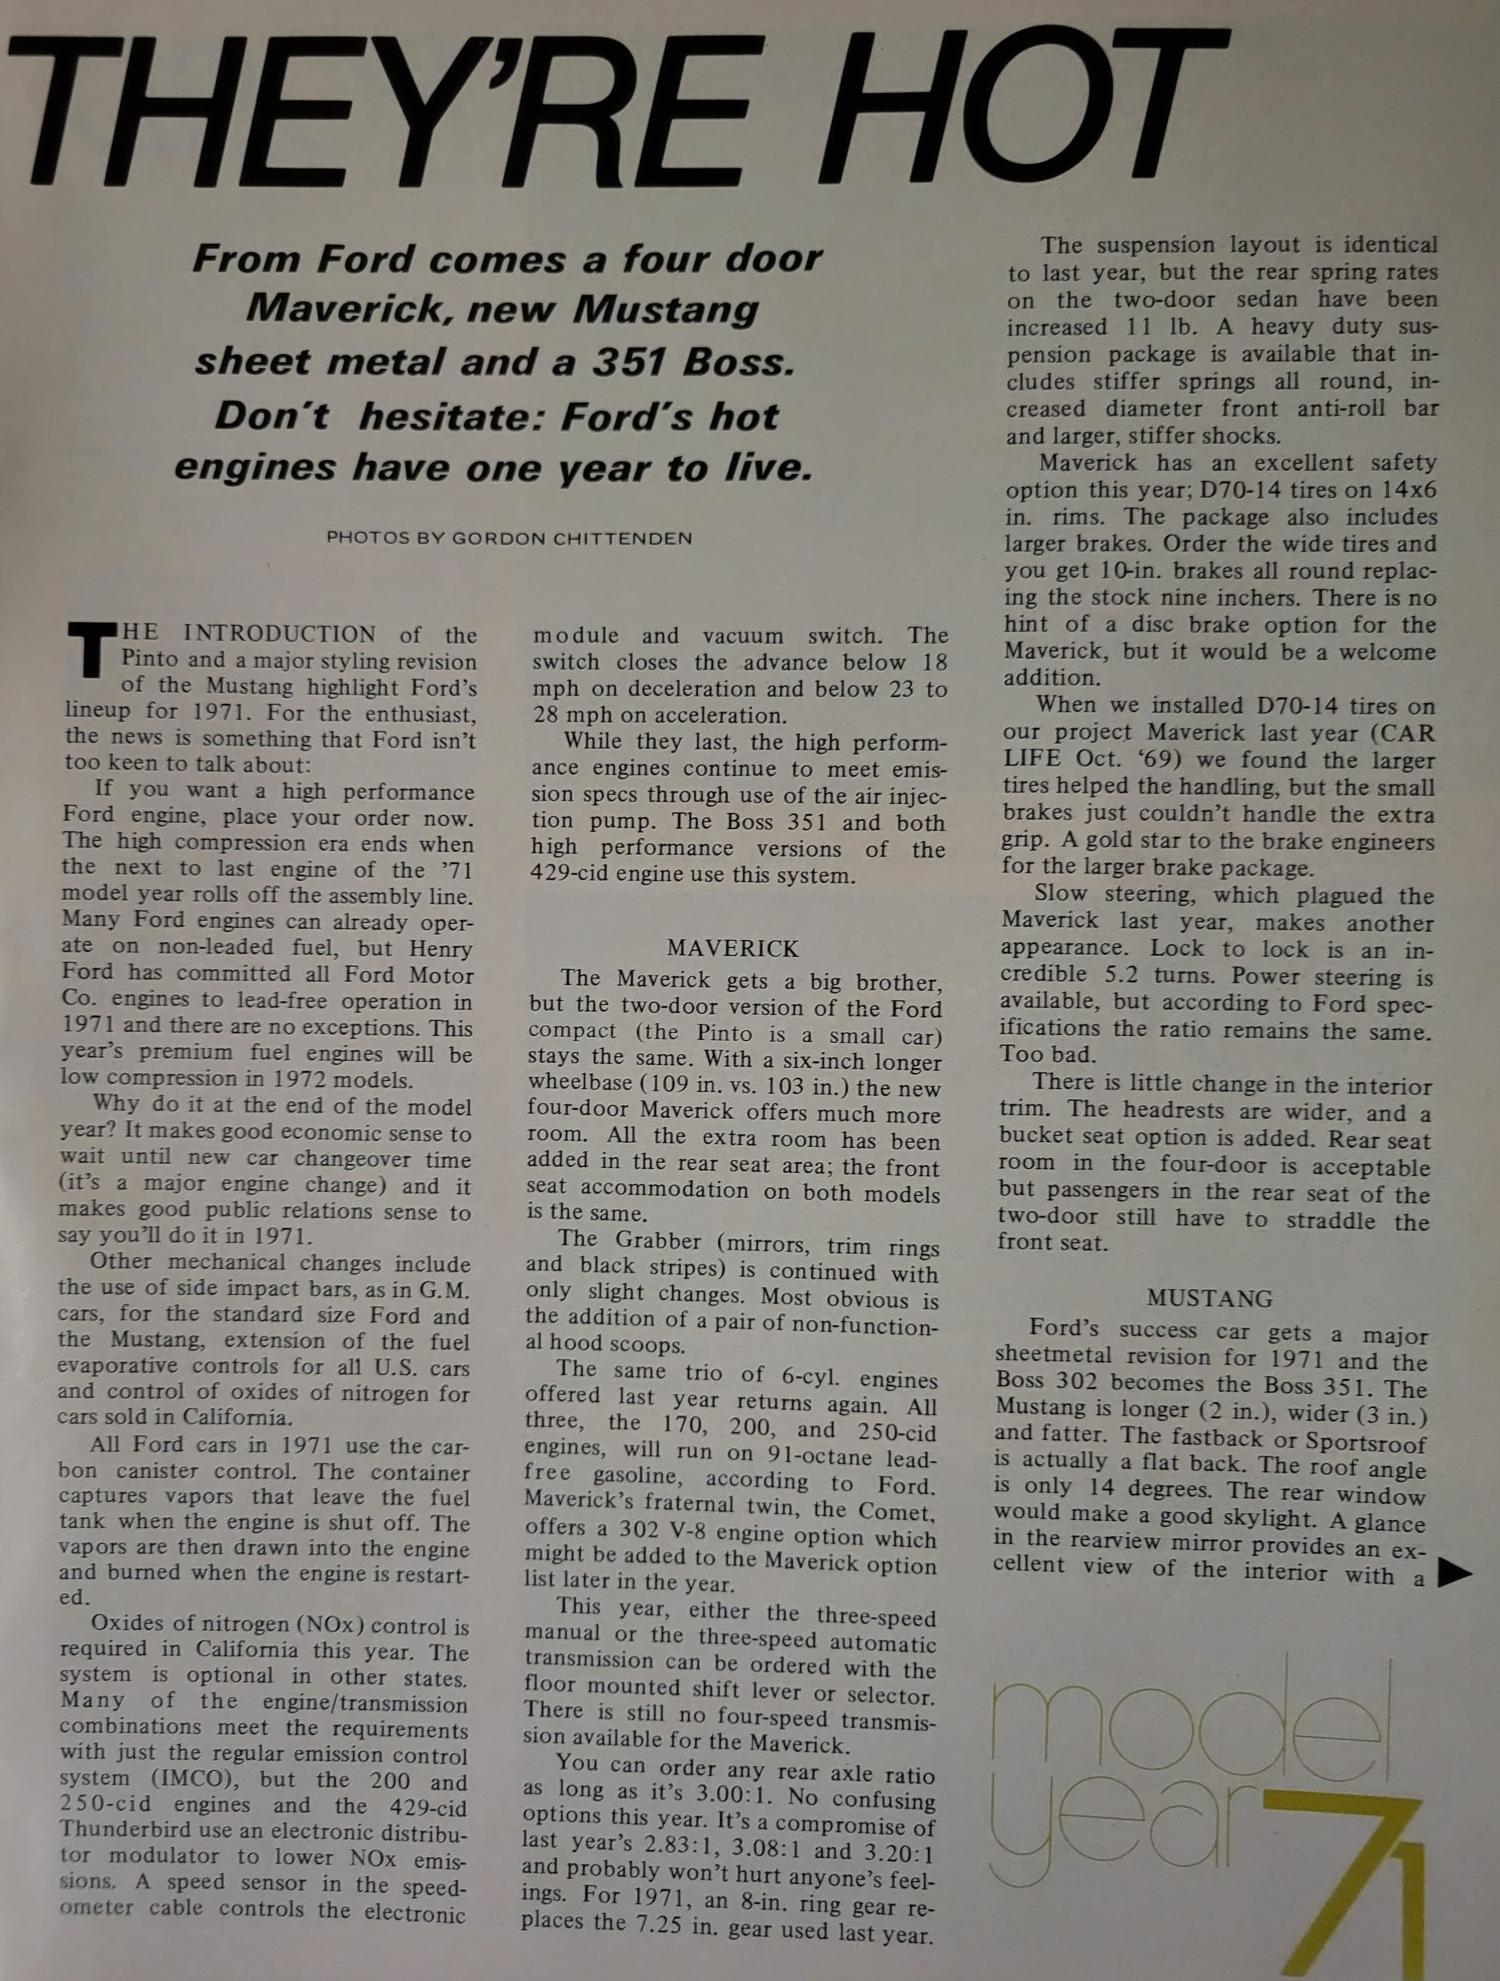 THEY'RE HOT
From Ford comes a four door
Maverick, new Mustang
sheet metal and a 351 Boss.
Don't hesitate: Ford's hot
engines have one year to live.
PHOTOS BY GORDON CHITTENDEN
THE INTRODUCTION of the
Pinto and a major styling revision
of the Mustang highlight Ford's
lineup for 1971. For the enthusiast,
the news is something that Ford isn't
too keen to talk about:
If you want a high performance
Ford engine, place your order now.
The high compression era ends when
the next to last engine of the '71
model year rolls off the assembly line.
Many Ford engines can already oper-
ate on non-leaded fuel, but Henry
Ford has committed all Ford Motor
Co. engines to lead-free operation in
1971 and there are no exceptions. This
year's premium fuel engines will be
low compression in 1972 models.
Why do it at the end of the model
year? It makes good economic sense to
wait until new car changeover time
(it's a major engine change) and it
makes good public relations sense to
say you'll do it in 1971.
Other mechanical changes include
the use of side impact bars, as in G.M.
cars, for the standard size Ford and
the Mustang, extension of the fuel
evaporative controls for all U.S. cars
and control of oxides of nitrogen for
cars sold in California.
All Ford cars in 1971 use the car-
bon canister control. The container
captures vapors that leave the fuel
tank when the engine is shut off. The
vapors are then drawn into the engine
and burned when the engine is restart-
ed.
Oxides of nitrogen (NOx) control is
required in California this year. The
system is optional in other states.
Many of the engine/transmission
combinations meet the requirements
with just the regular emission control
system (IMCO), but the 200 and
250-cid engines and the 429-cid
Thunderbird use an electronic distribu-
tor modulator to lower NOx emis-
sions. A speed sensor in the speed-
ometer cable controls the electronic
module and vacuum switch. The
switch closes the advance below 18
mph on deceleration and below 23 to
28 mph on acceleration.
While they last, the high perform-
ance engines continue to meet emis-
sion specs through use of the air injec-
tion pump. The Boss 351 and both
high performance versions of the
429-cid engine use this system.
MAVERICK
The Maverick gets a big brother,
but the two-door version of the Ford
compact (the Pinto is a small car)
stays the same. With a six-inch longer
wheelbase (109 in. vs. 103 in.) the new
four-door Maverick offers much more
room. All the extra room has been
added in the rear seat area; the front
seat accommodation on both models
is the same.
The Grabber (mirrors, trim rings
and black stripes) is continued with
only slight changes. Most obvious is
the addition of a pair of non-function-
al hood scoops.
The same trio of 6-cyl. engines
offered last year returns again. All
three, the 170, 200, and 250-cid
engines, will run on 91-octane lead-
free gasoline, according to Ford.
Maverick's fraternal twin, the Comet,
offers a 302 V-8 engine option which
might be added to the Maverick option
list later in the year.
This year, either the three-speed
manual or the three-speed automatic
transmission can be ordered with the
floor mounted shift lever or selector.
There is still no four-speed transmis-
sion available for the Maverick.
You can order any rear axle ratio
as long as it's 3.00:1. No confusing
options this year. It's a compromise of
last year's 2.83:1, 3.08:1 and 3.20:1
and probably won't hurt anyone's feel-
ings. For 1971, an 8-in. ring gear re-
places the 7.25 in. gear used last year.
The suspension layout is identical
to last year, but the rear spring rates
on the two-door sedan have been
increased 11 lb. A heavy duty sus-
pension package is available that in-
cludes stiffer springs all round, in-
creased diameter front anti-roll bar
and larger, stiffer shocks.
Maverick has an excellent safety
option this year; D70-14 tires on 14x6
in. rims. The package also includes
larger brakes. Order the wide tires and
you get 10-in. brakes all round replac-
ing the stock nine inchers. There is no
hint of a disc brake option for the
Maverick, but it would be a welcome
addition.
When we installed D70-14 tires on
our project Maverick last year (CAR
LIFE Oct. '69) we found the larger
tires helped the handling, but the small
brakes just couldn't handle the extra
grip. A gold star to the brake engineers
for the larger brake package.
Slow steering, which plagued the
Maverick last year, makes another
appearance. Lock to lock is an in-
credible 5.2 turns. Power steering is
available, but according to Ford spec-
ifications the ratio remains the same.
Too bad.
There is little change in the interior
trim. The headrests are wider, and a
bucket seat option is added. Rear seat
room in the four-door is acceptable
but passengers in the rear seat of the
two-door still have to straddle the
front seat.
MUSTANG
Ford's success car gets a major
sheetmetal revision for 1971 and the
Boss 302 becomes the Boss 351. The
Mustang is longer (2 in.), wider (3 in.)
and fatter. The fastback or Sportsroof
is actually a flat back. The roof angle
is only 14 degrees. The rear window
would make a good skylight. A glance
in the rearview mirror provides an ex-
cellent view of the interior with a
model
year 71